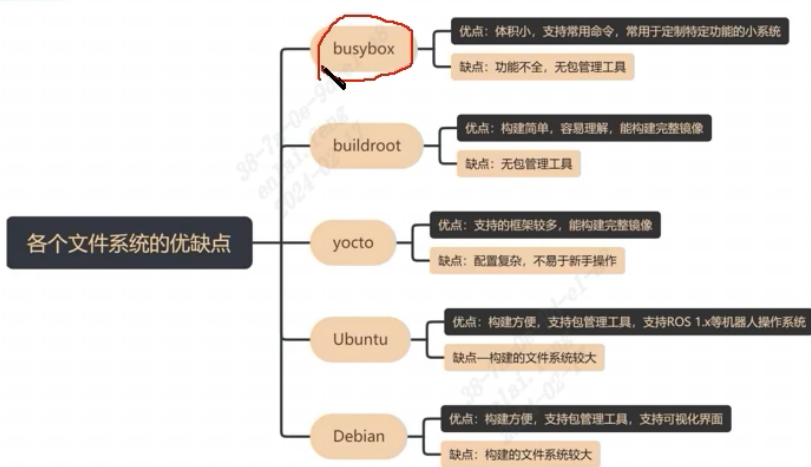 各个文件系统的优缺点
busybox
优点：体积小，支持常用命令，常用于定制特定功能的小系统
缺点：功能不全，无包管理工具
buildroot
优点：构建简单，容易理解，能构建完整镜像
缺点：无包管理工具
yocto
优点：支持的框架较多，能构建完整镜像
缺点：配置复杂，不易于新手操作
Ubuntu
优点：构建方便，支持包管理工具，支持ROS 1.x等机器人操作系统
缺点—构建的文件系统较大
Debian
优点：构建方便，支持包管理工具，支持可视化界面
缺点：构建的文件系统较大